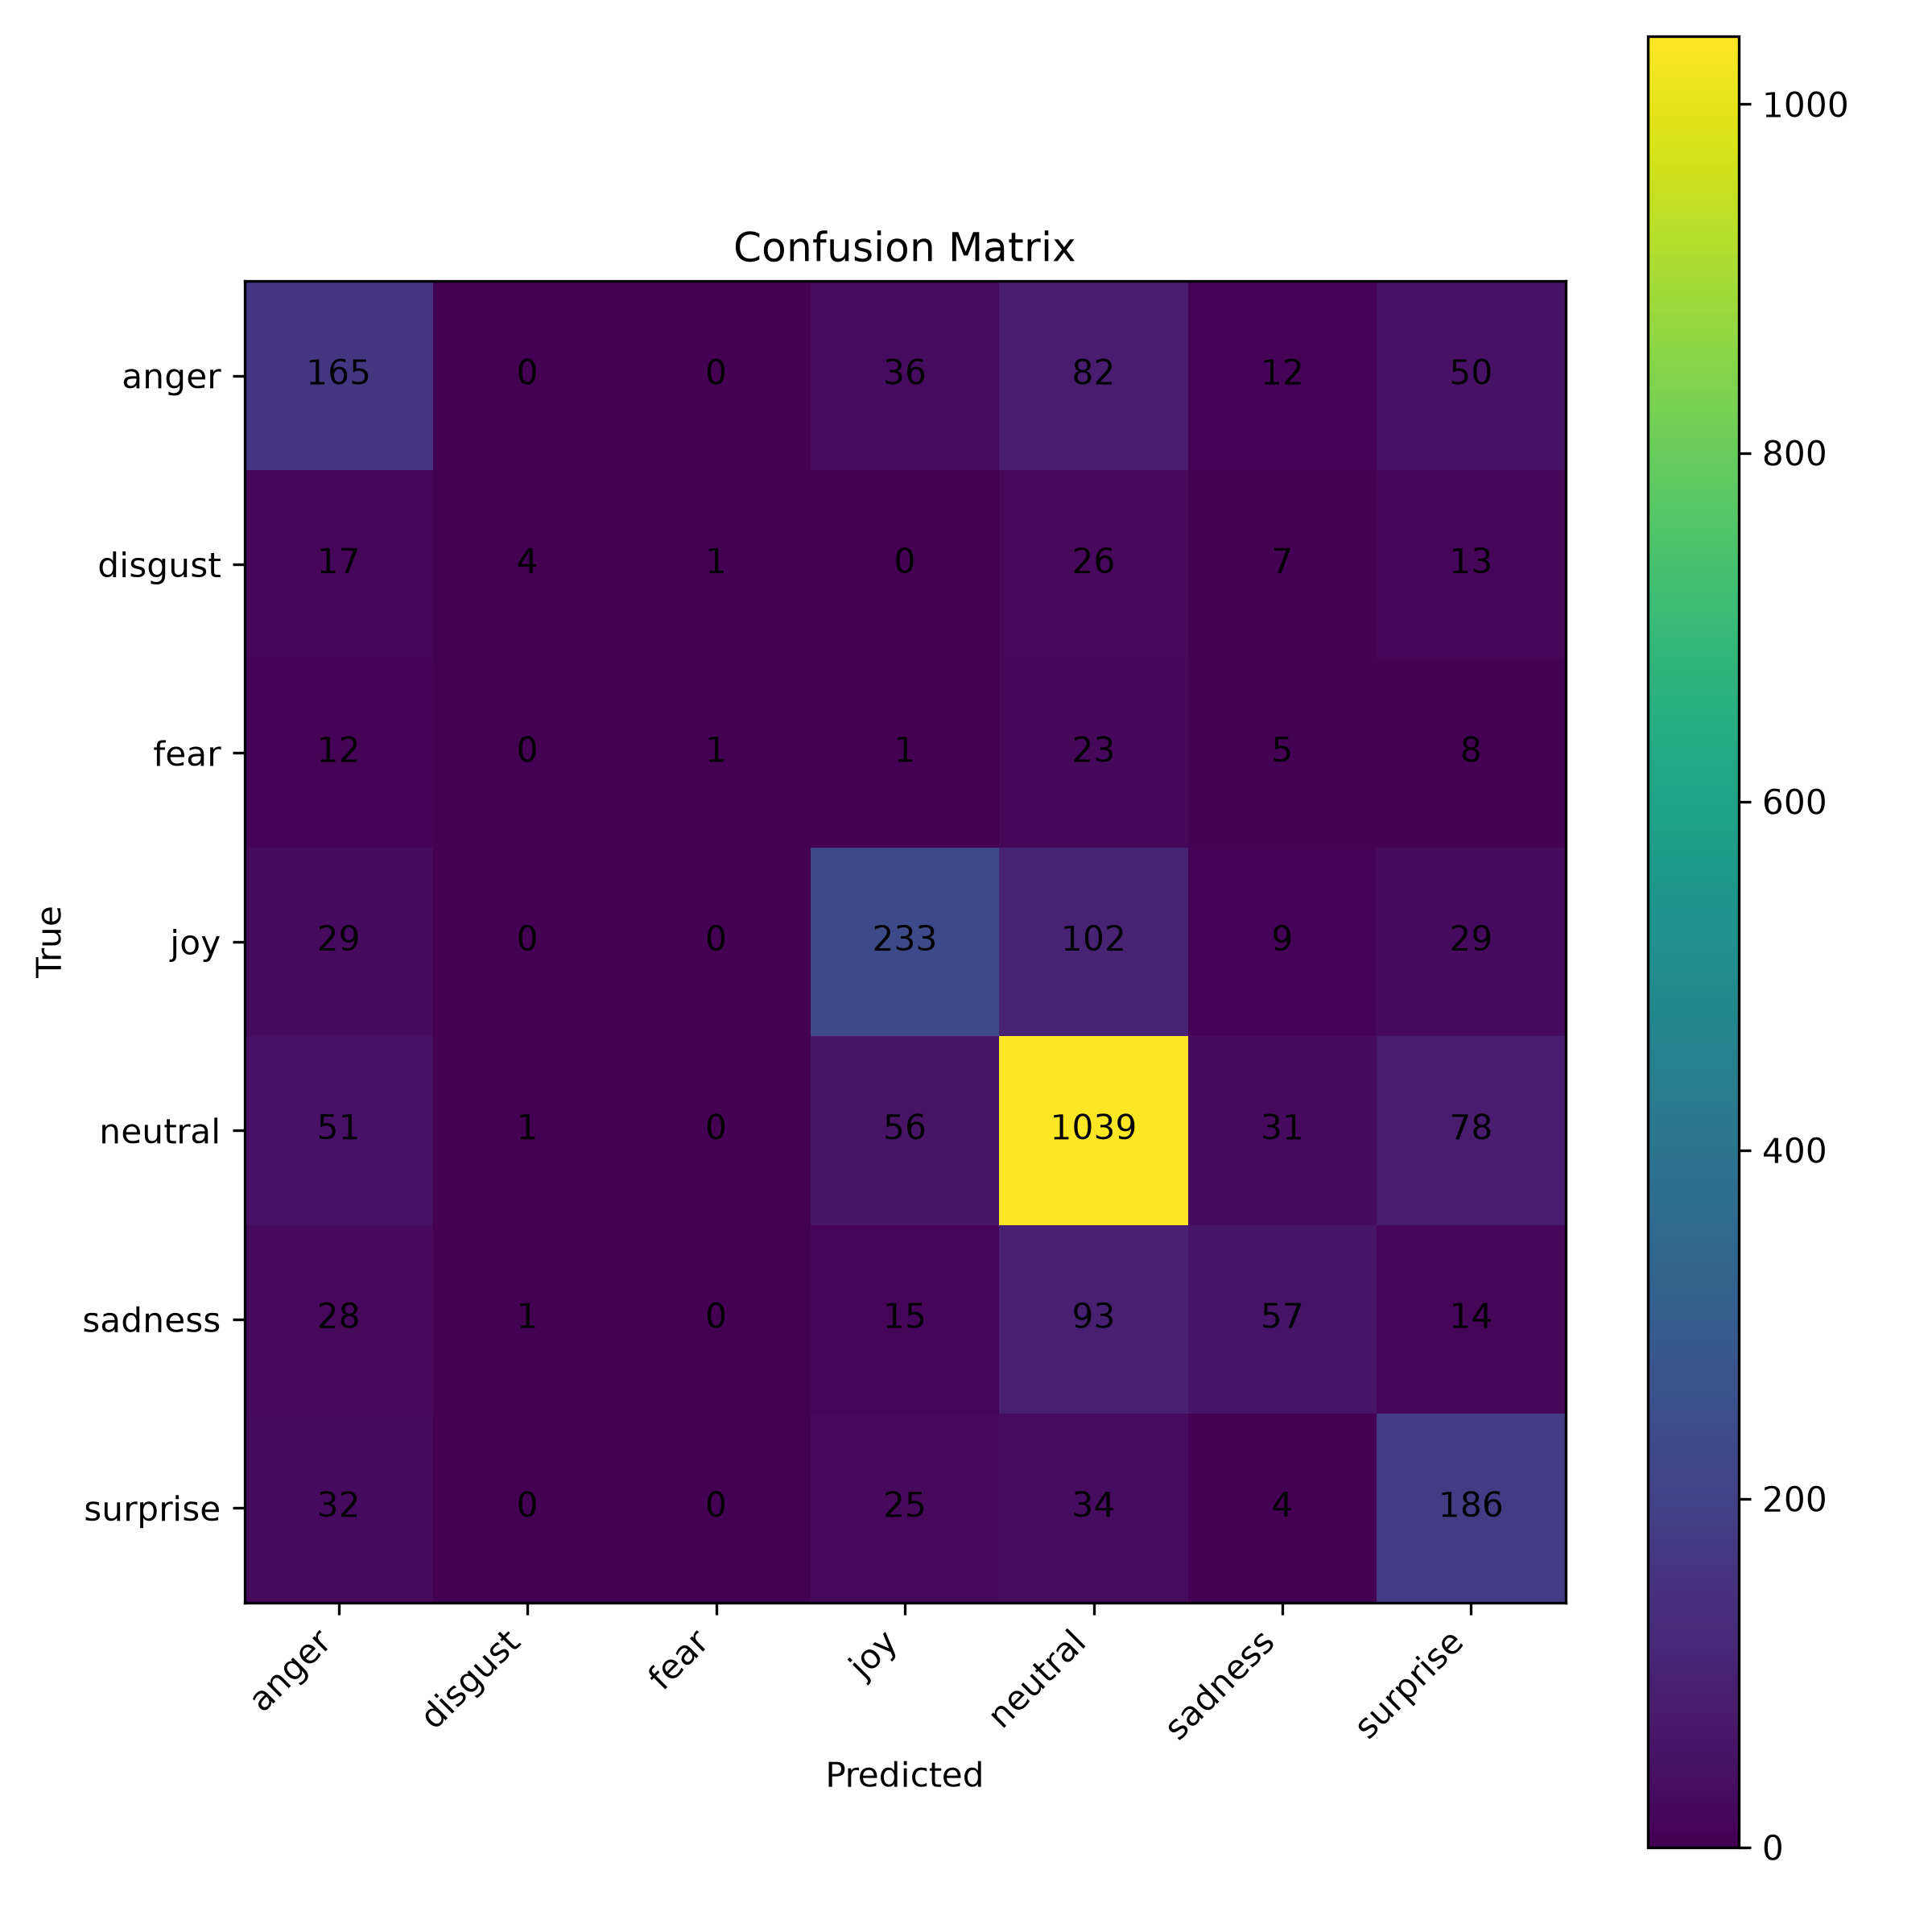 Confusion Matrix
anger 165 0 0 36 82 12 50
disgust 17 4 1 0 26 7 13
fear 12 0 1 1 23 5 8
joy 29 0 0 233 102 9 29
neutral 51 1 0 56 1039 31 78
sadness 28 1 0 15 93 57 14
surprise 32 0 0 25 34 4 186
anger disgust fear joy neutral sadness surprise
Predicted
True
1000
800
600
400
200
0